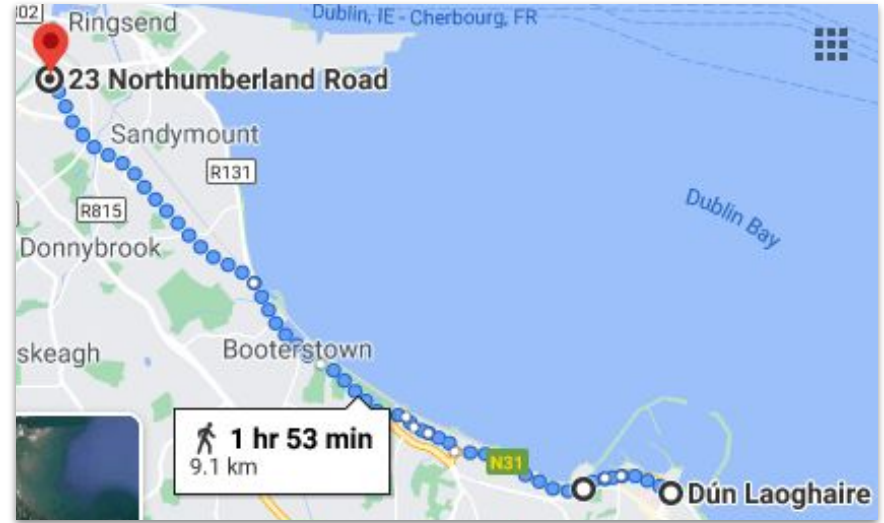 Dublin, IE - Cherbourg, FR
Ringsend
23 Northumberland Road
Sandymount
R131
R815
Dublin Bay
Donnybrook
skeagh
Booterstown
1 hr 53 min
9.1 km
N31
Dún Laoghaire